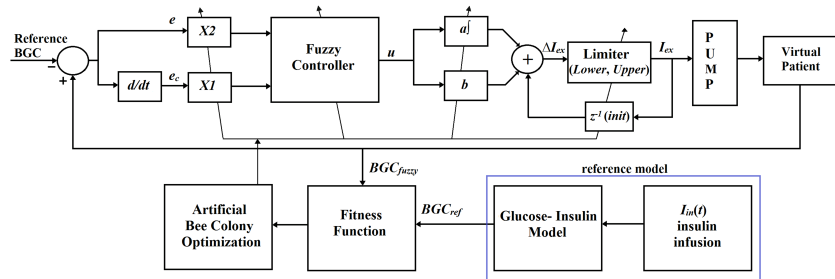 Reference
BGC
−
+
e
d/dt
e_c
X2
X1
Fuzzy
Controller
u
a∫
b
+
ΔI_ex
Limiter
(Lower, Upper)
z⁻¹ (init)
I_ex
P
U
M
P
Virtual
Patient
BGC_fuzzy
reference model
Artificial
Bee Colony
Optimization
Fitness
Function
BGC_ref
Glucose- Insulin
Model
I_in(t)
insulin
infusion